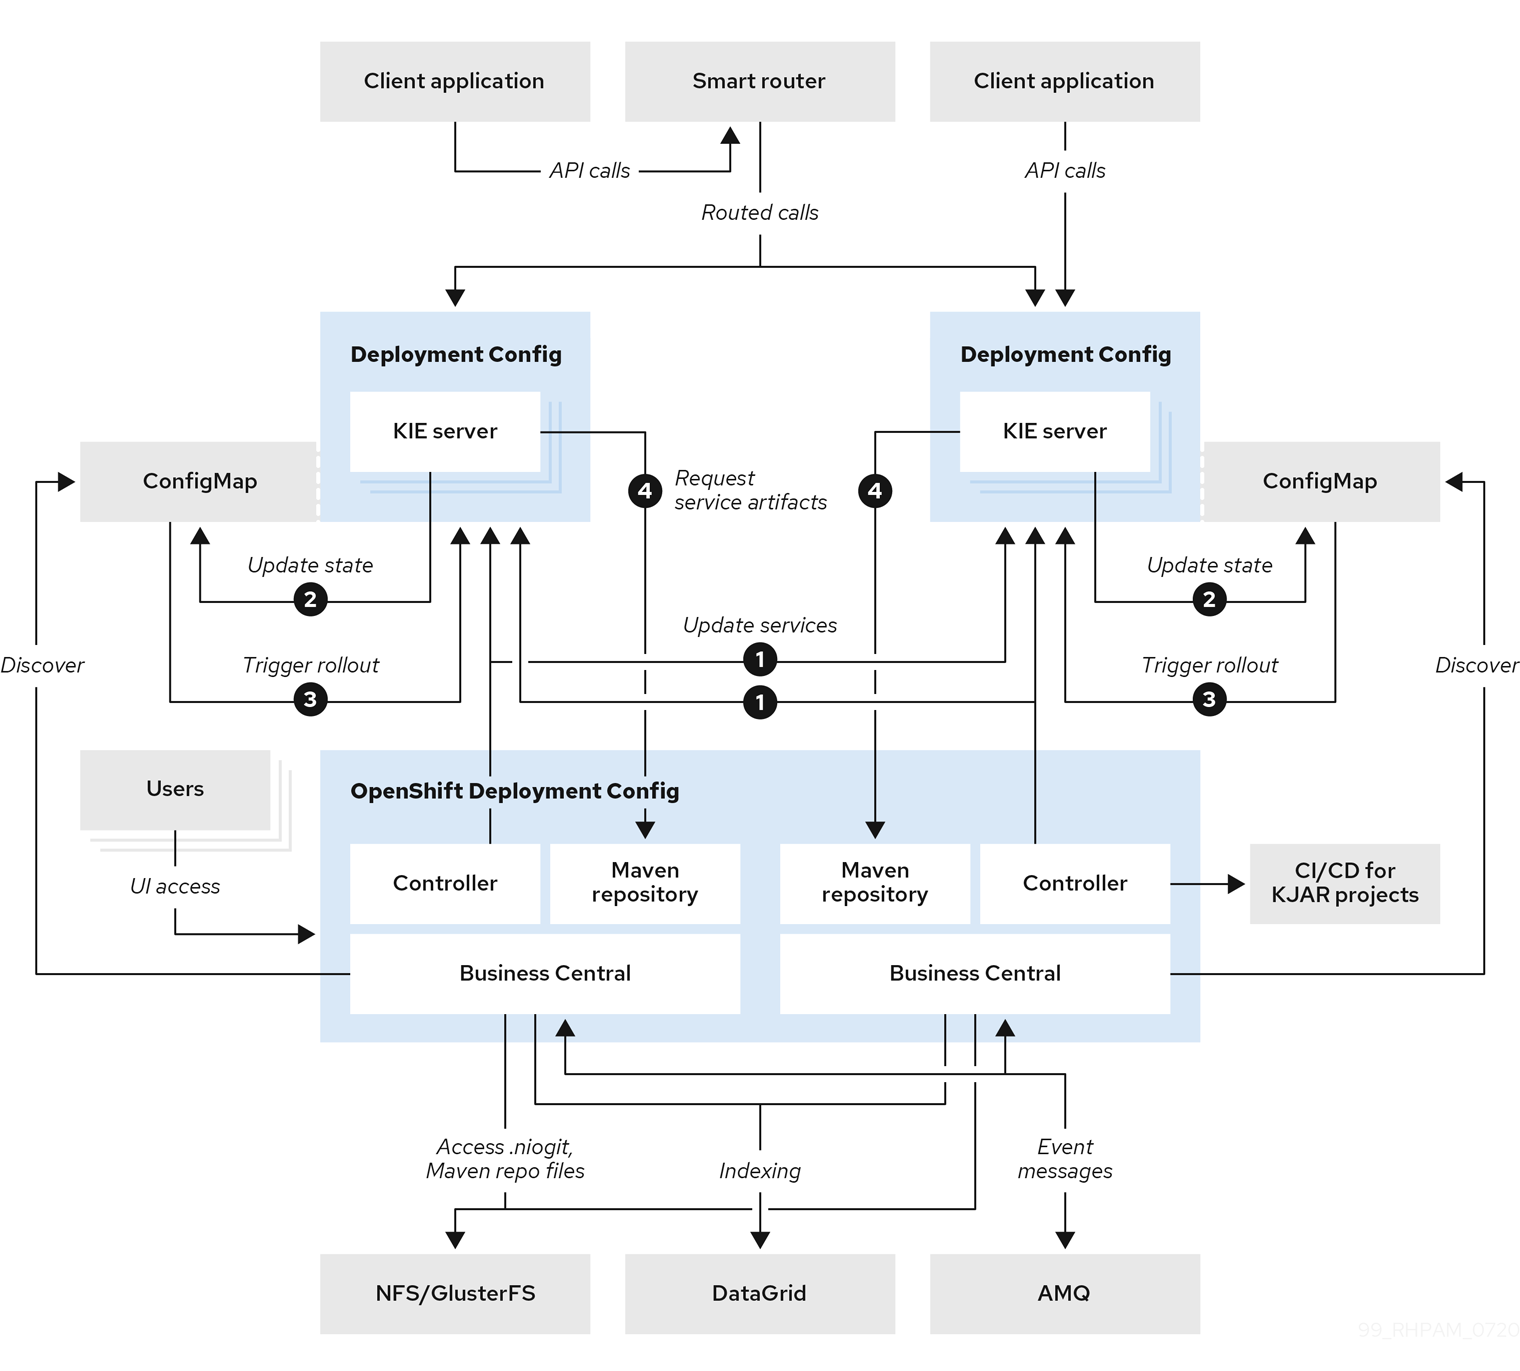 Client application
Smart router
Client application
API calls
API calls
Routed calls
Deployment Config
Deployment Config
KIE server
KIE server
ConfigMap
ConfigMap
4
Request
service artifacts
4
Update state
2
Update state
2
Update services
1
Discover
Trigger rollout
3
1
Trigger rollout
3
Discover
Users
OpenShift Deployment Config
UI access
Controller
Maven
repository
Maven
repository
Controller
CI/CD for
KJAR projects
Business Central
Business Central
Access .niogit,
Maven repo files
Indexing
Event
messages
NFS/GlusterFS
DataGrid
AMQ
99_RHPAM_0720